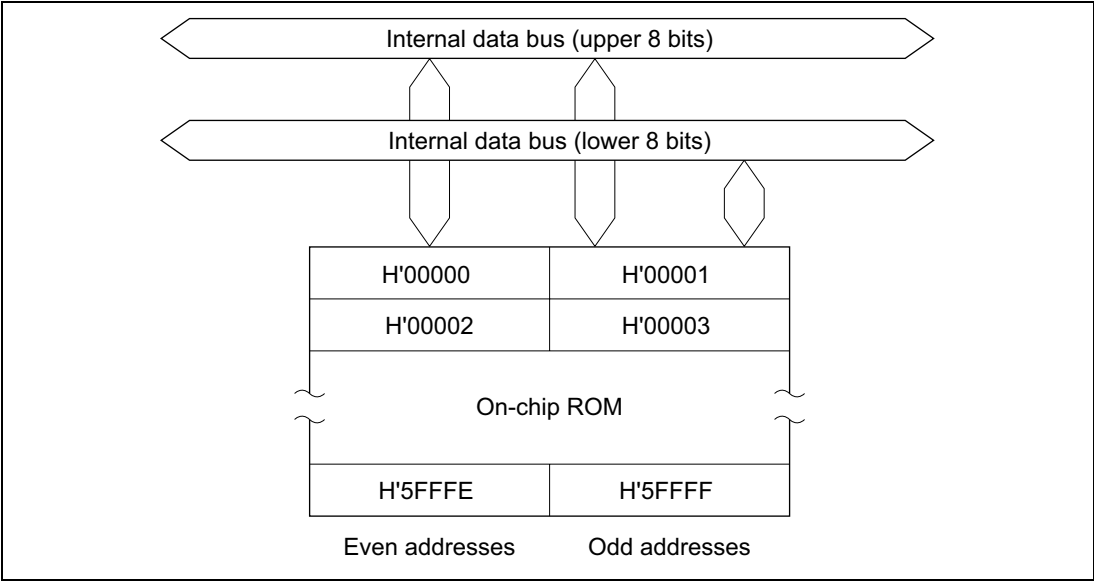 Internal data bus (upper 8 bits)
Internal data bus (lower 8 bits)
H'00000 H'00001
H'00002 H'00003
On-chip ROM
H'5FFFE H'5FFFF
Even addresses Odd addresses